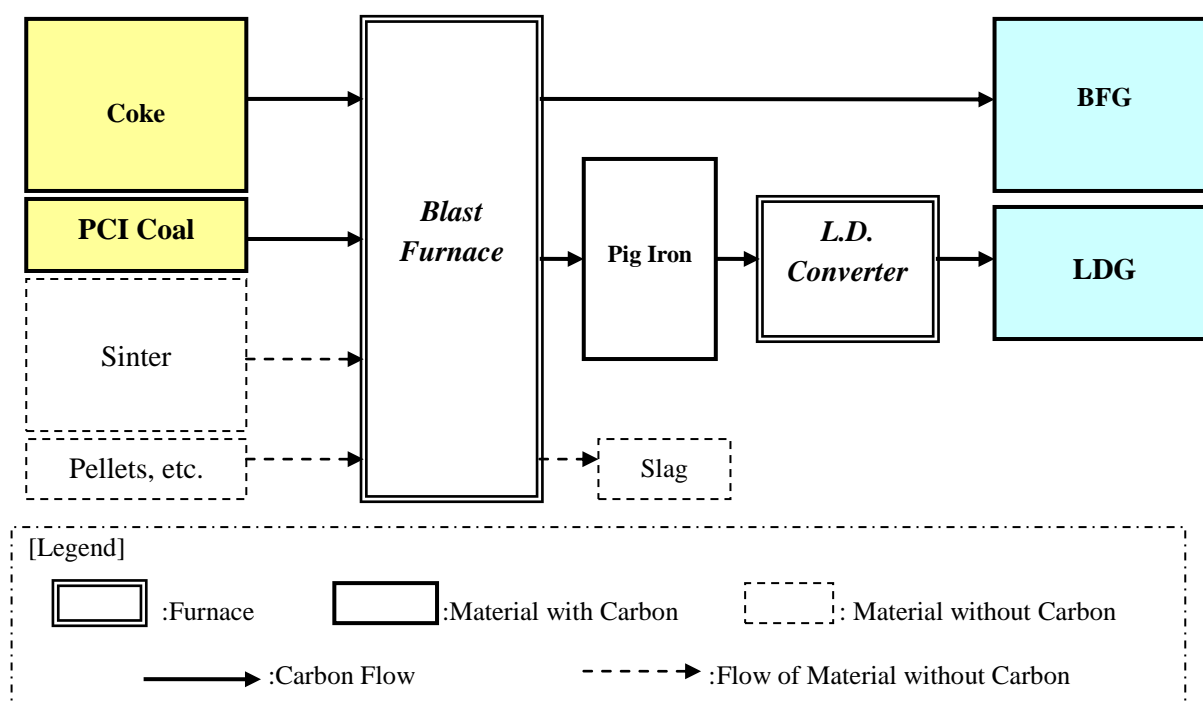 Coke
PCI Coal
Sinter
Pellets, etc.
Blast
Furnace
Pig Iron
L.D.
Converter
BFG
LDG
Slag
[Legend]
:Furnace
:Material with Carbon
: Material without Carbon
:Carbon Flow
:Flow of Material without Carbon